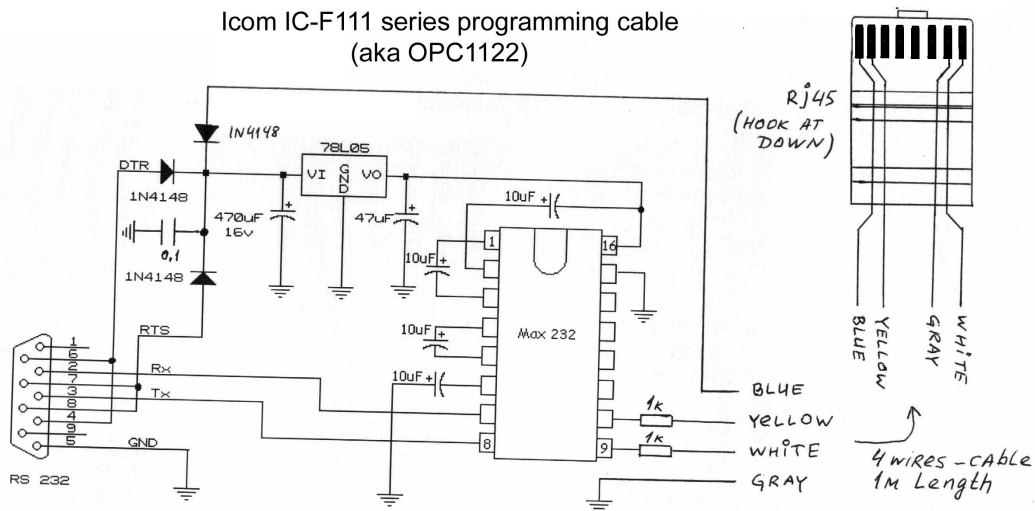 Icom IC-F111 series programming cable
(aka OPC1122)
Rj45
(HOOK AT
DOWN)
1N4148
78L05
VI GND VO
DTR
1N4148
470uF
16v
+
47uF
+
10uF +
0,1
1N4148
1
16
10uF
+
RTS
10uF
+
Max 232
10uF +
1
6
2
7
3
8
4
9
5
Rx
Tx
GND
RS 232
8
9
1K
1K
BLUE
YELLOW
WHITE
GRAY
BLUE
YELLOW
GRAY
WHITE
4 WIRES - CABLE
1M Length